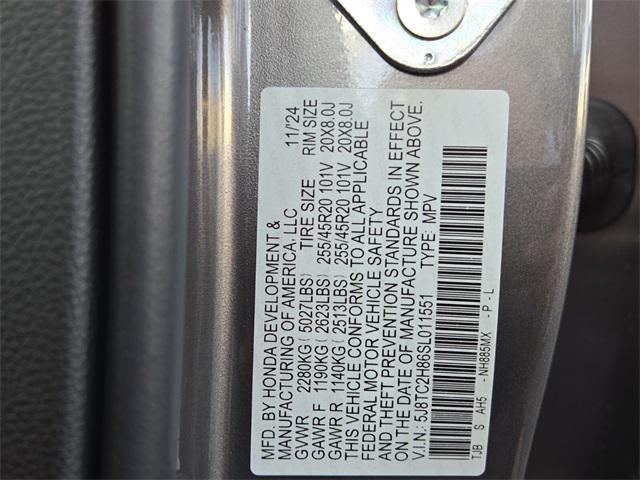 MFD. BY HONDA DEVELOPMENT &
MANUFACTURING OF AMERICA, LLC 11/'24
GVWR 2280KG (5027LBS) TIRE SIZE RIM SIZE
GAWR F 1190KG (2623LBS) 255/45R20 101V 20X8.0J
GAWR R 1140KG (2513LBS) 255/45R20 101V 20X8.0J
THIS VEHICLE CONFORMS TO ALL APPLICABLE
FEDERAL MOTOR VEHICLE SAFETY
AND THEFT PREVENTION STANDARDS IN EFFECT
ON THE DATE OF MANUFACTURE SHOWN ABOVE.
V.I.N.: 5J8TC2H86SL011551 TYPE: MPV
TJB S AH5 -NH885MX -P-L